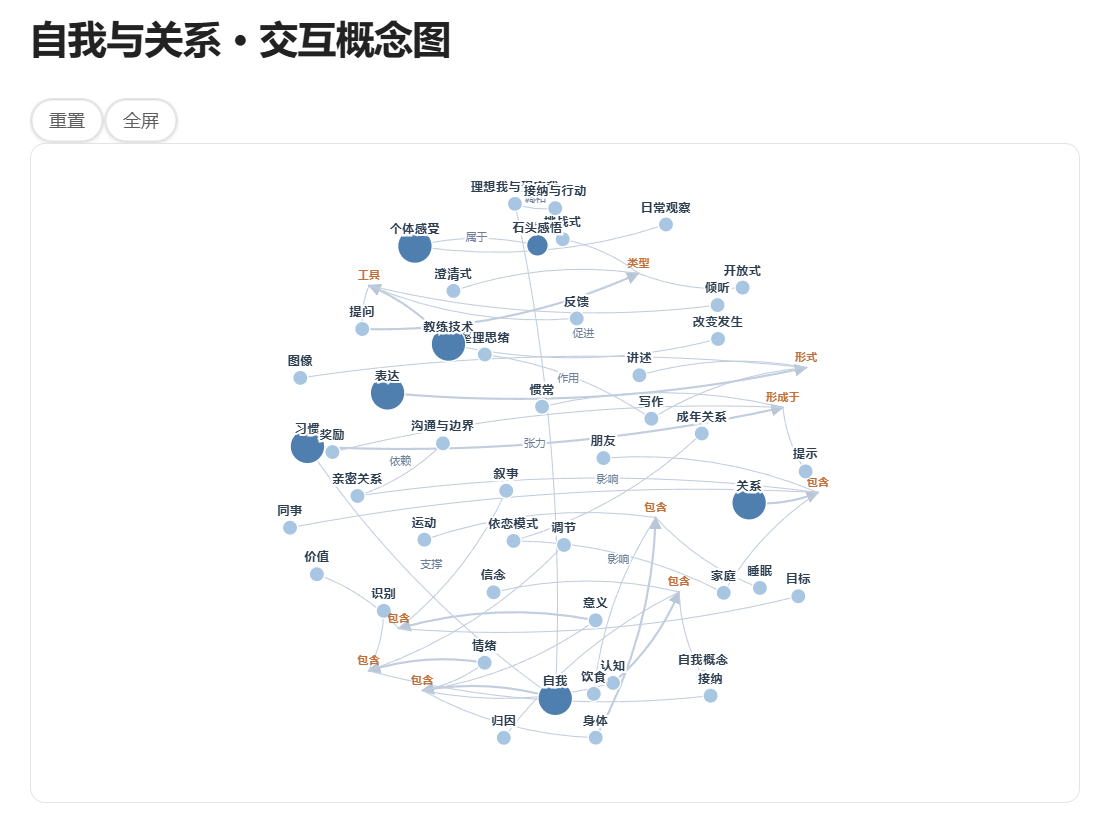 自我与关系 • 交互概念图
重置
全屏
理想我与
接纳与行动
日常观察
个体感受
属于
石头感悟
类型
工具
澄清式
开放式
倾听
反馈
提问
促进
改变发生
教练技术
整理思绪
讲述
形式
图像
作用
表达
惯常
写作
形成于
成年关系
习惯
奖励
沟通与边界
张力
朋友
提示
依赖
亲密关系
叙事
影响
关系
包含
同事
运动
依恋模式
调节
包含
支撑
影响
价值
信念
包含
家庭
睡眠
目标
识别
包含
意义
包含
情绪
自我概念
认知
包含
自我
饮食
接纳
归因
身体